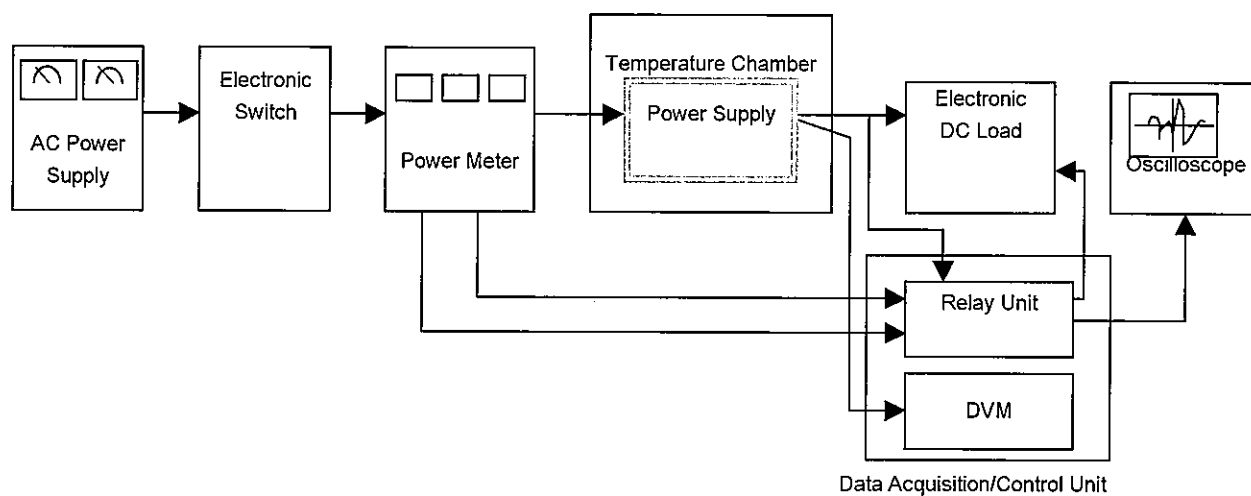 AC Power
Supply
Electronic
Switch
Power Meter
Temperature Chamber
Power Supply
Electronic
DC Load
Oscilloscope
Relay Unit
DVM
Data Acquisition/Control Unit